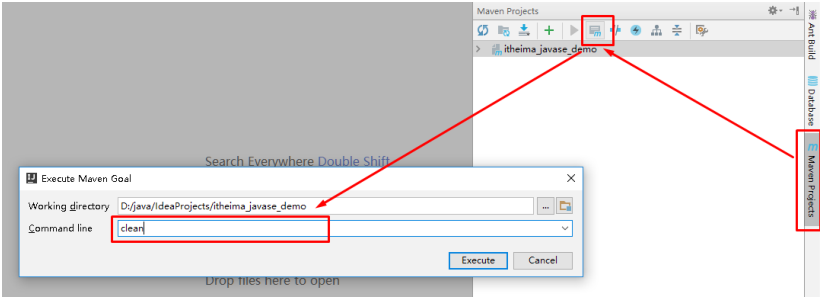 Maven Projects
itheima_javase_demo
Ant Build
Database
Maven Projects
Search Everywhere Double Shift
Execute Maven Goal
Working directory D:/java/IdeaProjects/itheima_javase_demo ...
Command line clean
Execute Cancel
Drop files here to open